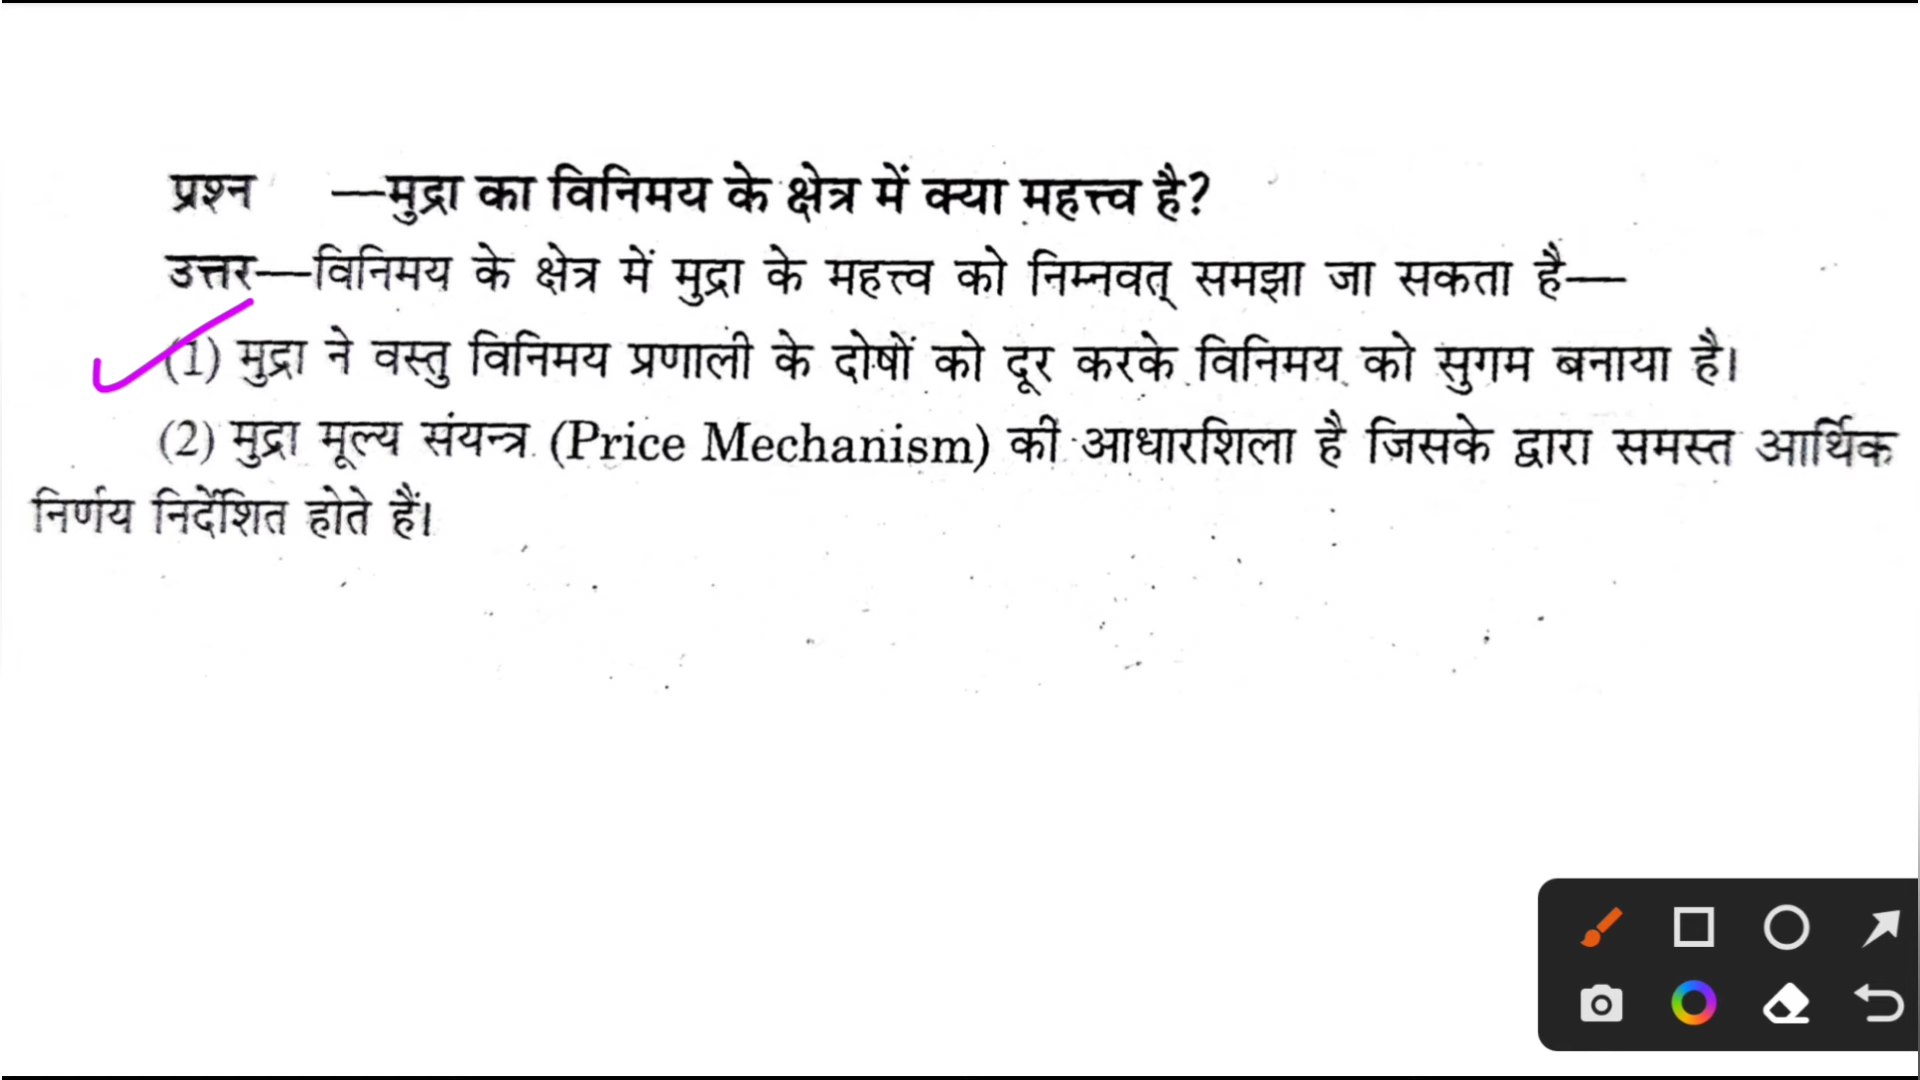 प्रश्न —मुद्रा का विनिमय के क्षेत्र में क्या महत्त्व है?
उत्तर—विनिमय के क्षेत्र में मुद्रा के महत्त्व को निम्नवत् समझा जा सकता है—
(1) मुद्रा ने वस्तु विनिमय प्रणाली के दोषों को दूर करके विनिमय को सुगम बनाया है।
(2) मुद्रा मूल्य संयन्त्र (Price Mechanism) की आधारशिला है जिसके द्वारा समस्त आर्थिक
निर्णय निर्देशित होते हैं।